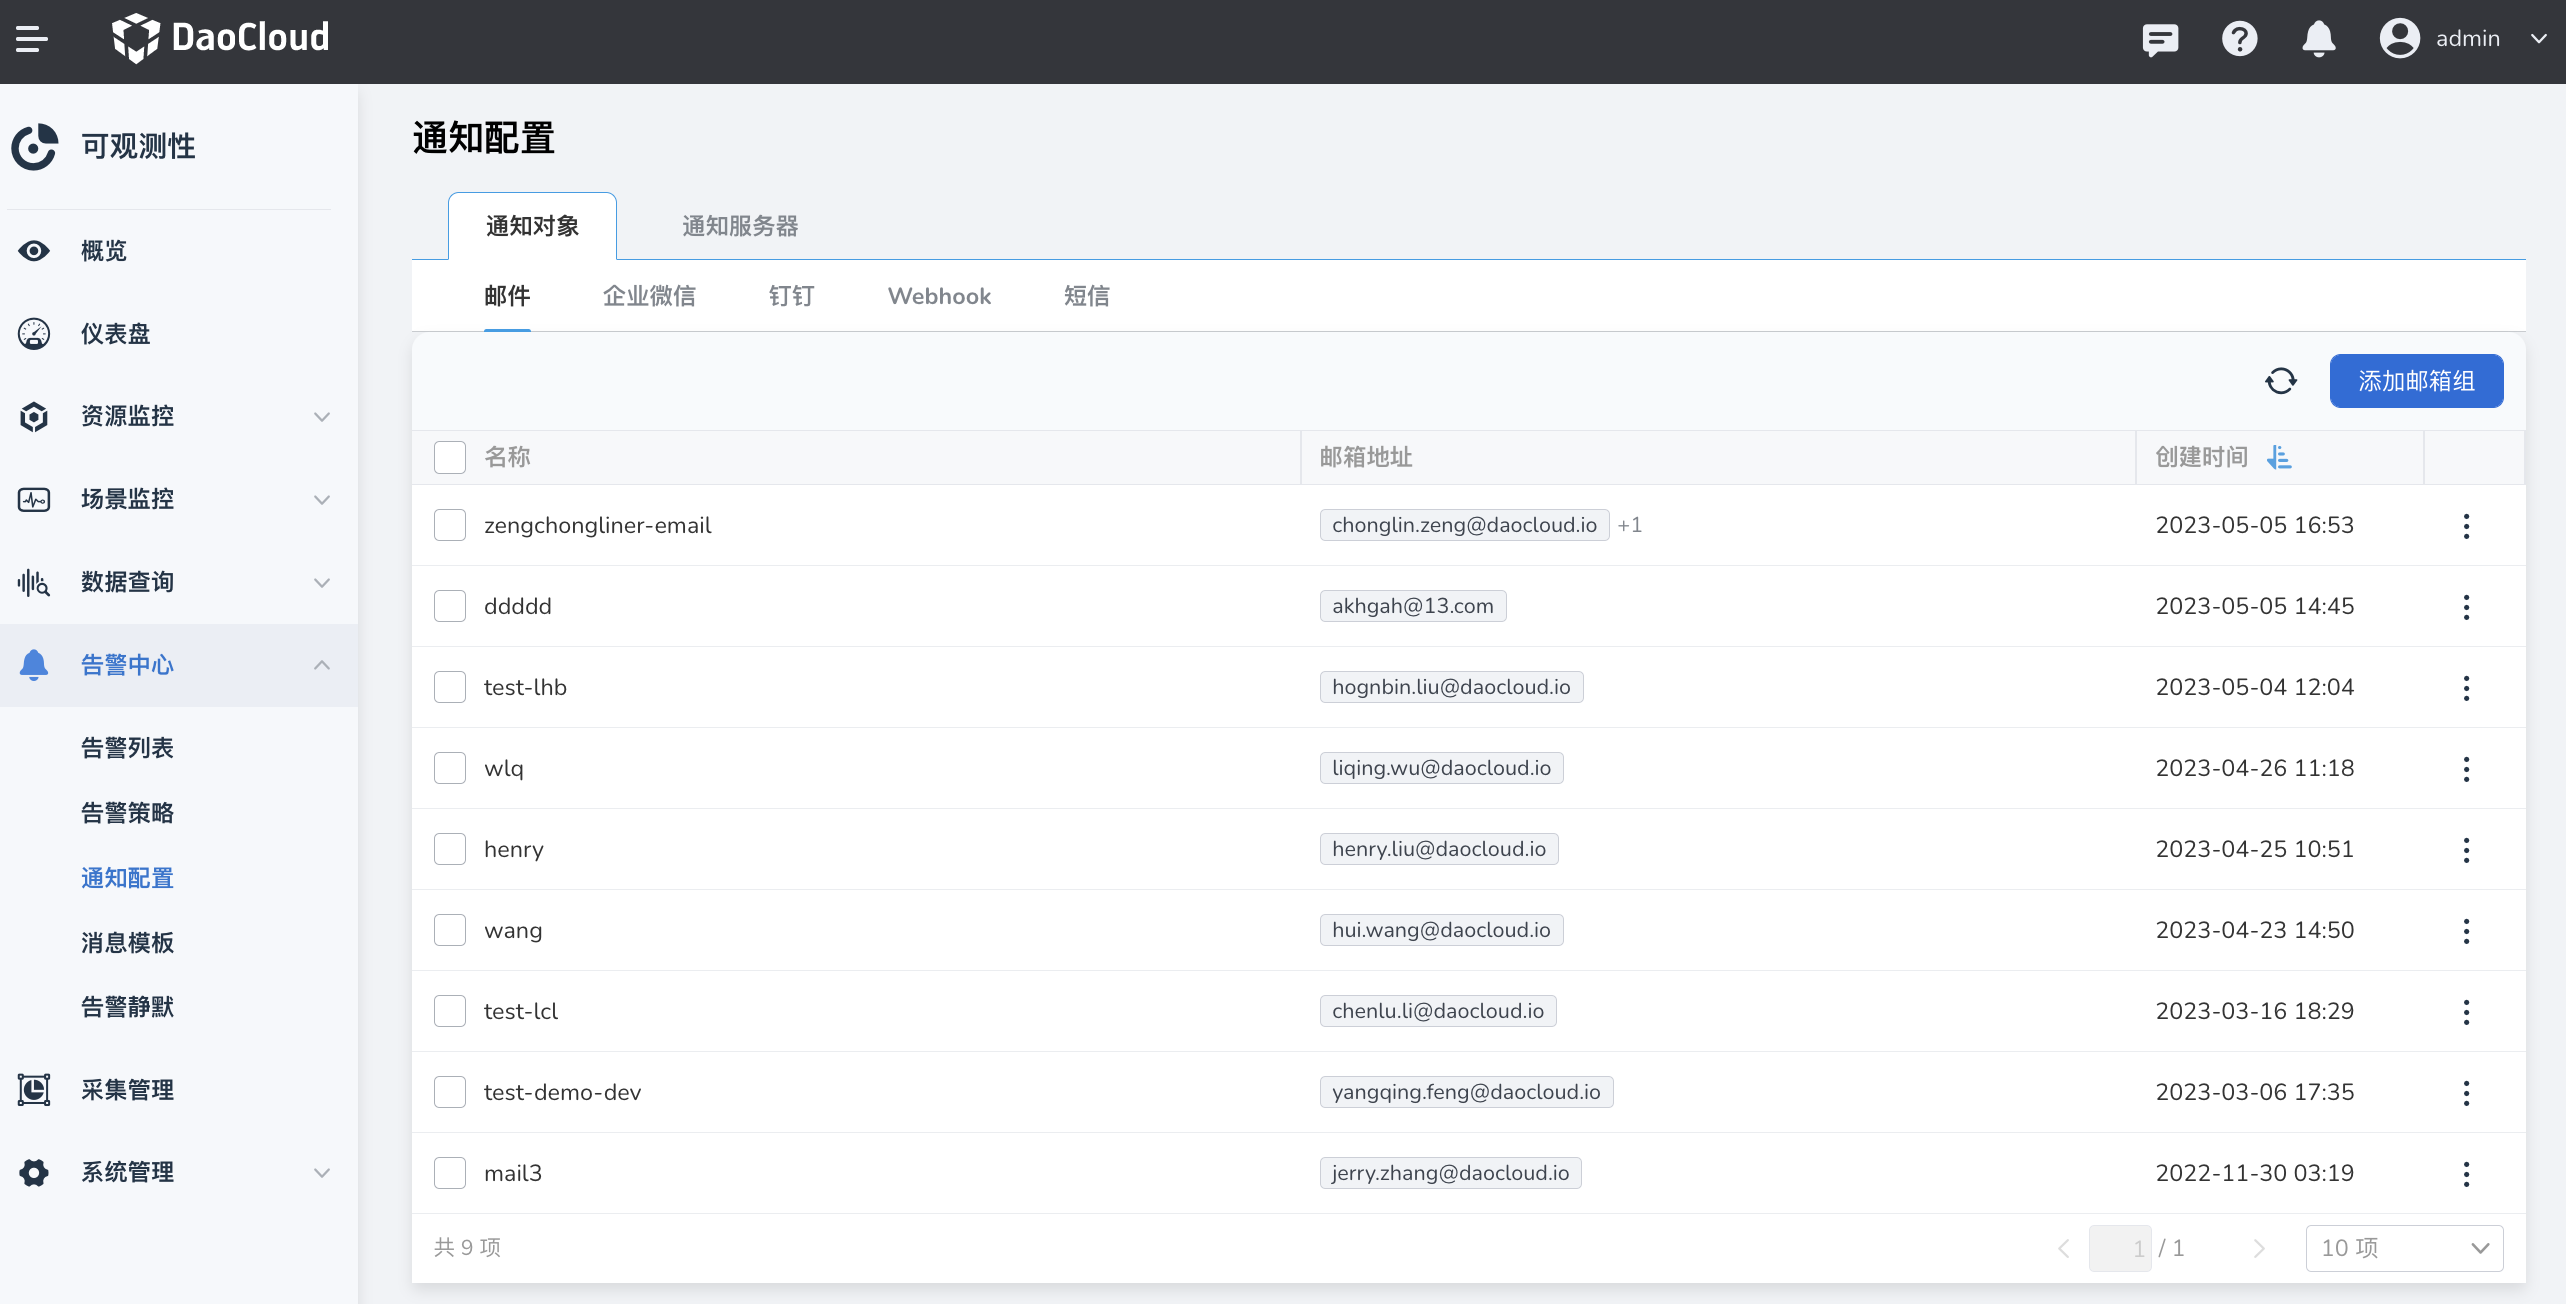 DaoCloud
admin
可观测性
概览
仪表盘
资源监控
场景监控
数据查询
告警中心
告警列表
告警策略
通知配置
消息模板
告警静默
采集管理
系统管理
通知配置
通知对象 通知服务器
邮件 企业微信 钉钉 Webhook 短信
添加邮箱组
名称 邮箱地址 创建时间
zengchongliner-email chonglin.zeng@daocloud.io +1 2023-05-05 16:53
ddddd akhgah@13.com 2023-05-05 14:45
test-lhb hognbin.liu@daocloud.io 2023-05-04 12:04
wlq liqing.wu@daocloud.io 2023-04-26 11:18
henry henry.liu@daocloud.io 2023-04-25 10:51
wang hui.wang@daocloud.io 2023-04-23 14:50
test-lcl chenlu.li@daocloud.io 2023-03-16 18:29
test-demo-dev yangqing.feng@daocloud.io 2023-03-06 17:35
mail3 jerry.zhang@daocloud.io 2022-11-30 03:19
共 9 项 1 / 1 10 项